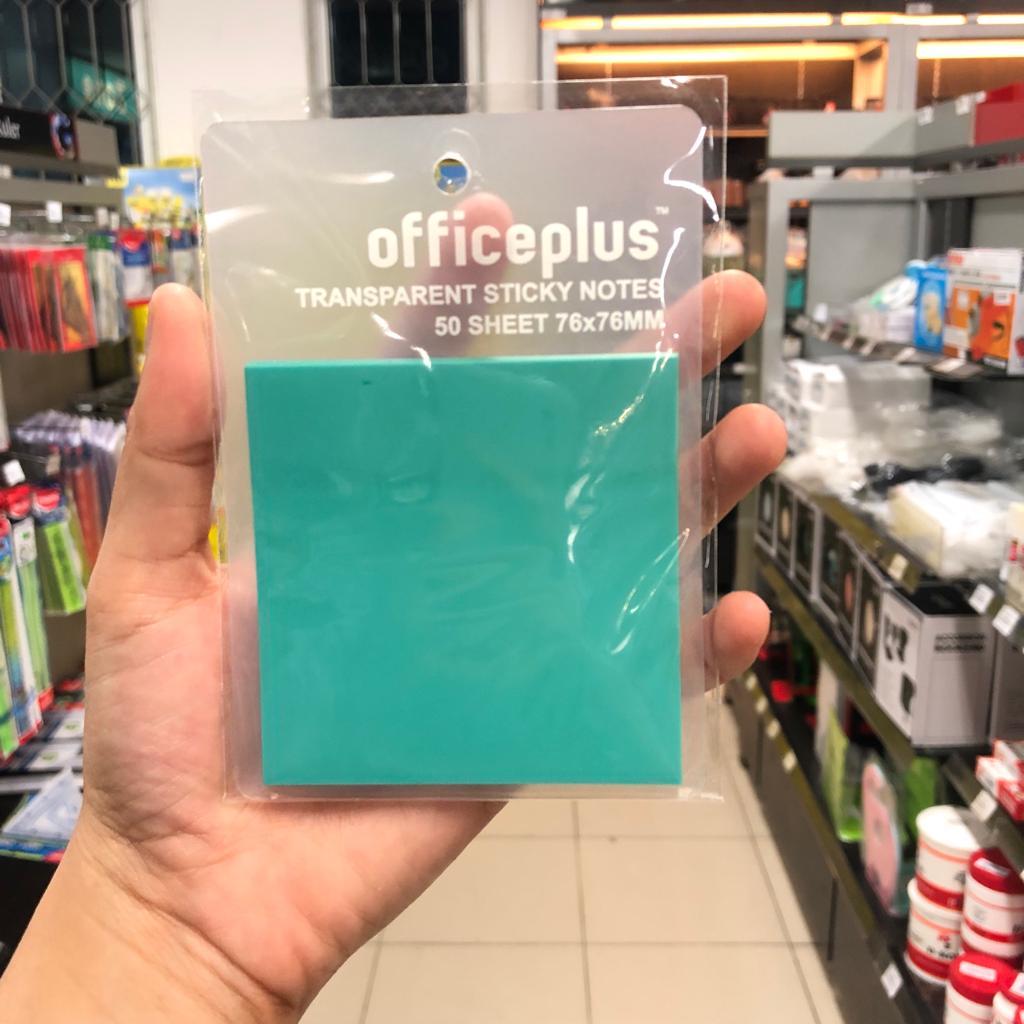 officeplus™
TRANSPARENT STICKY NOTES
50 SHEET 76x76MM